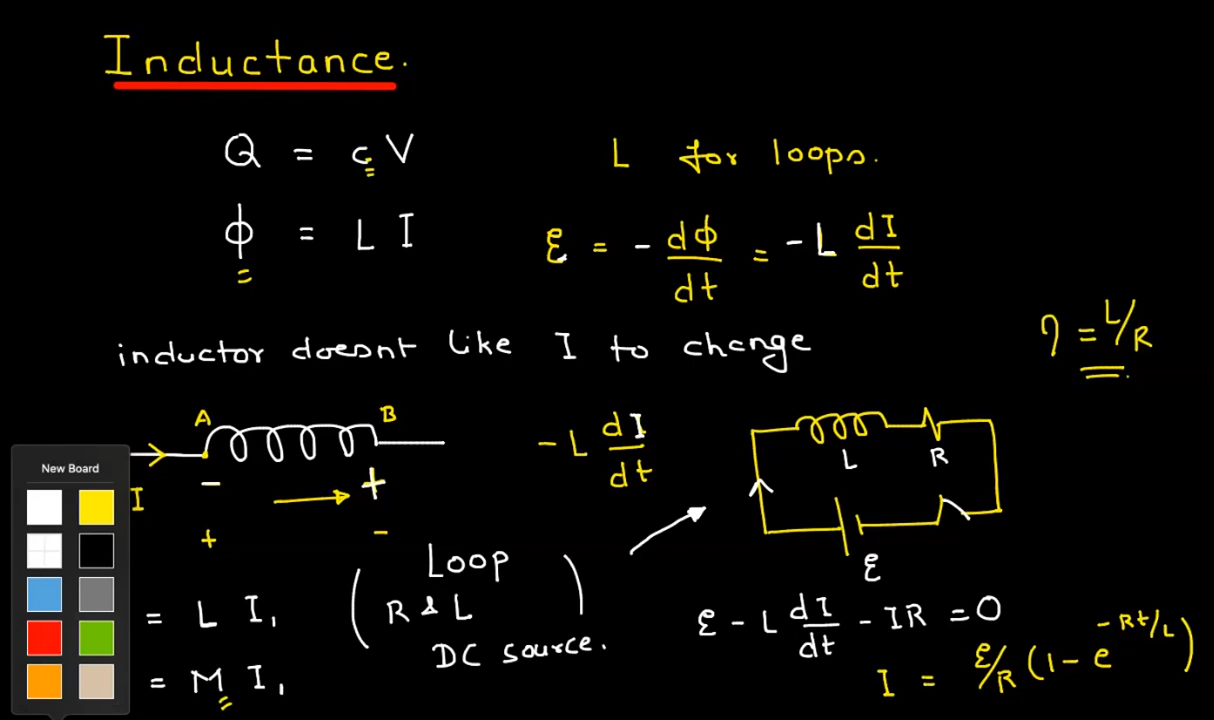 Inductance.
Q = cV
L for loops.
ϕ = L I
ℰ = - dϕ/dt = -L dI/dt
inductor doesnt like I to change
η = L/R
A B
I
- +
+ -
-L dI/dt
L R
ℰ
New Board
Loop
( R & L )
DC source.
= L I₁
= M I₁
ℰ - L dI/dt - IR = 0
I = ℰ/R (1 - e^(-Rt/L))